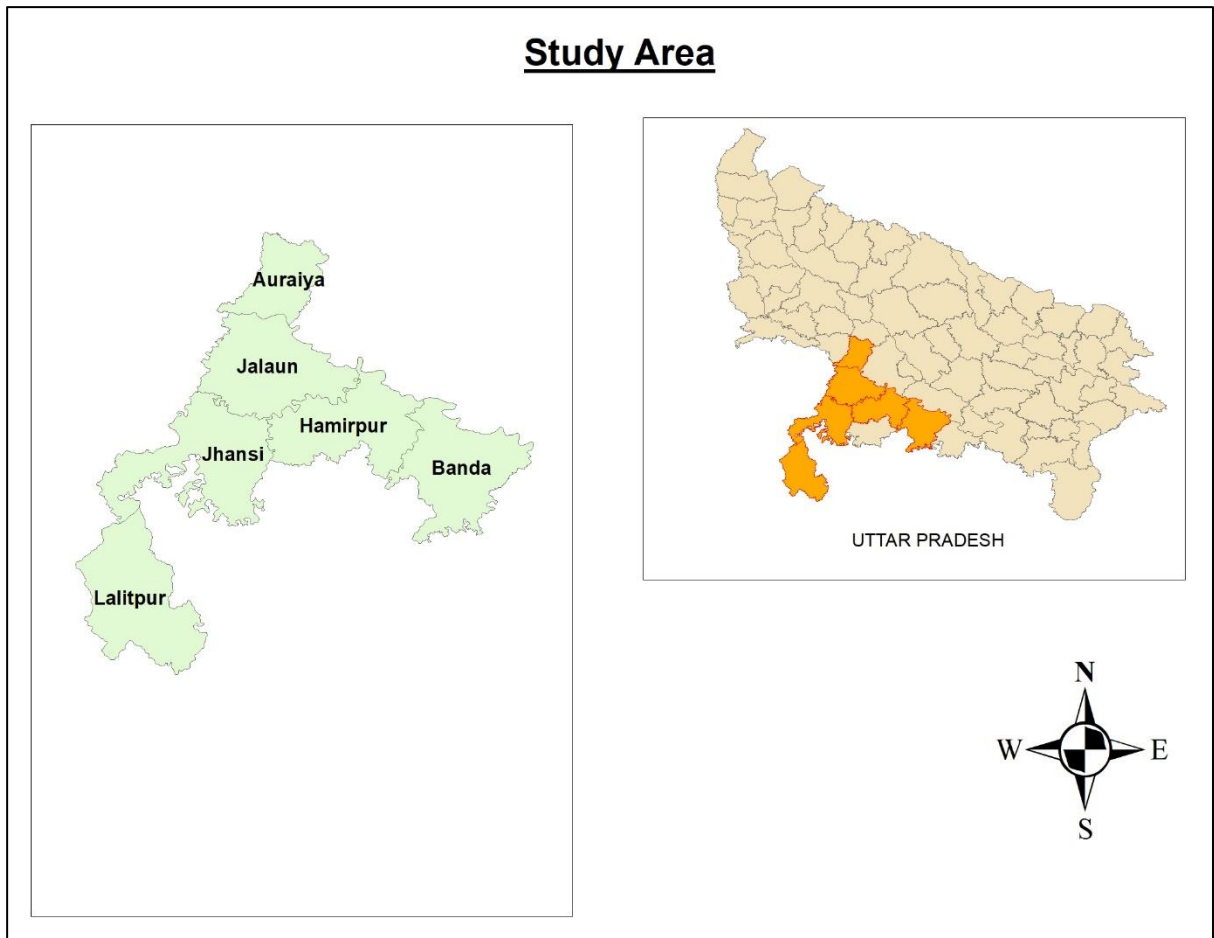 Study Area
Auraiya
Jalaun
Hamirpur
Jhansi
Banda
Lalitpur
UTTAR PRADESH
N
W E
S